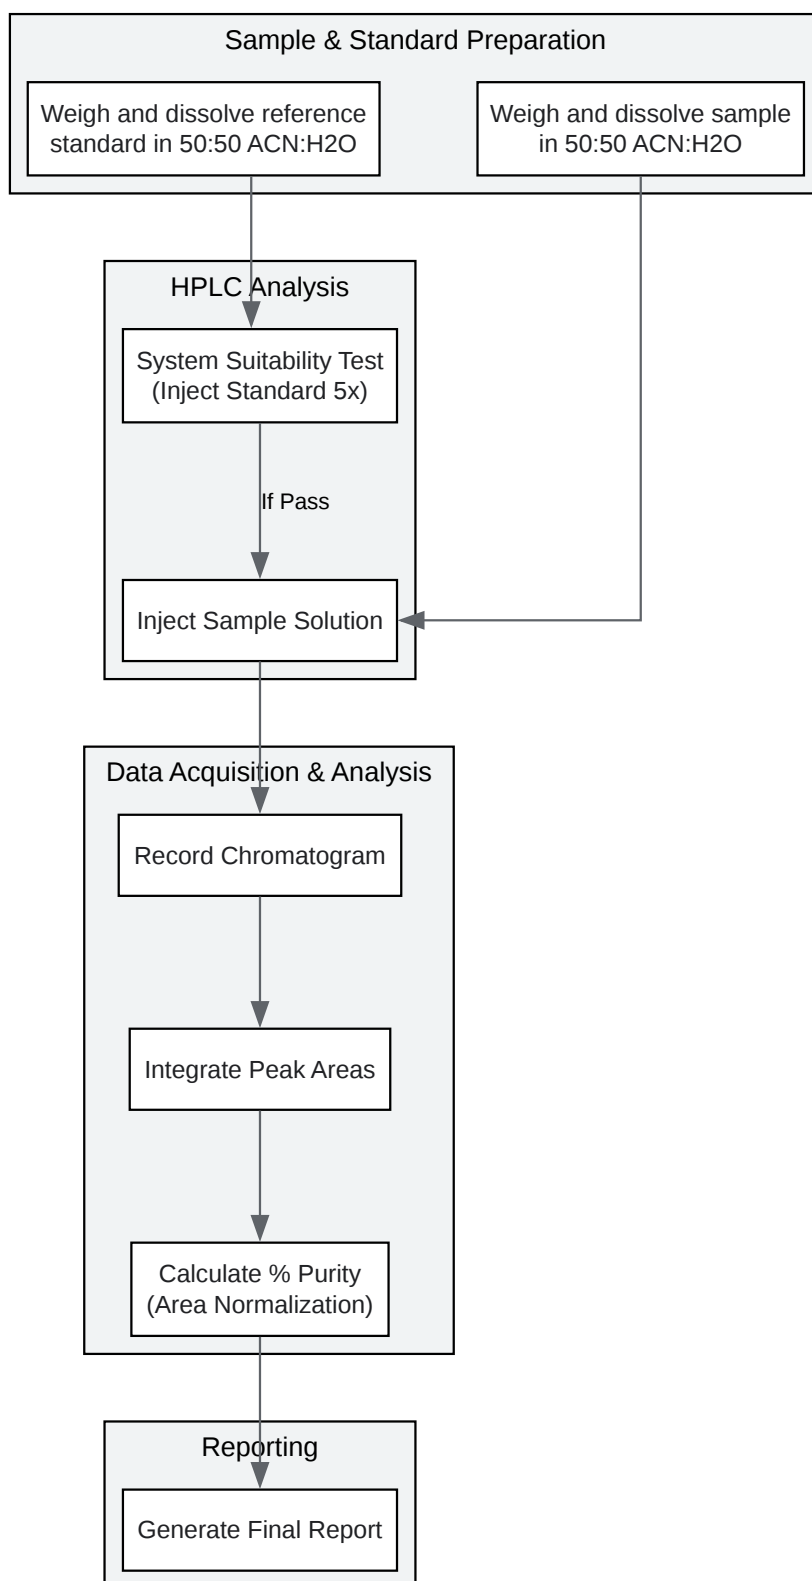 Sample & Standard Preparation
Weigh and dissolve reference
standard in 50:50 ACN:H2O
Weigh and dissolve sample
in 50:50 ACN:H2O
HPLC Analysis
System Suitability Test
(Inject Standard 5x)
If Pass
Inject Sample Solution
Data Acquisition & Analysis
Record Chromatogram
Integrate Peak Areas
Calculate % Purity
(Area Normalization)
Reporting
Generate Final Report